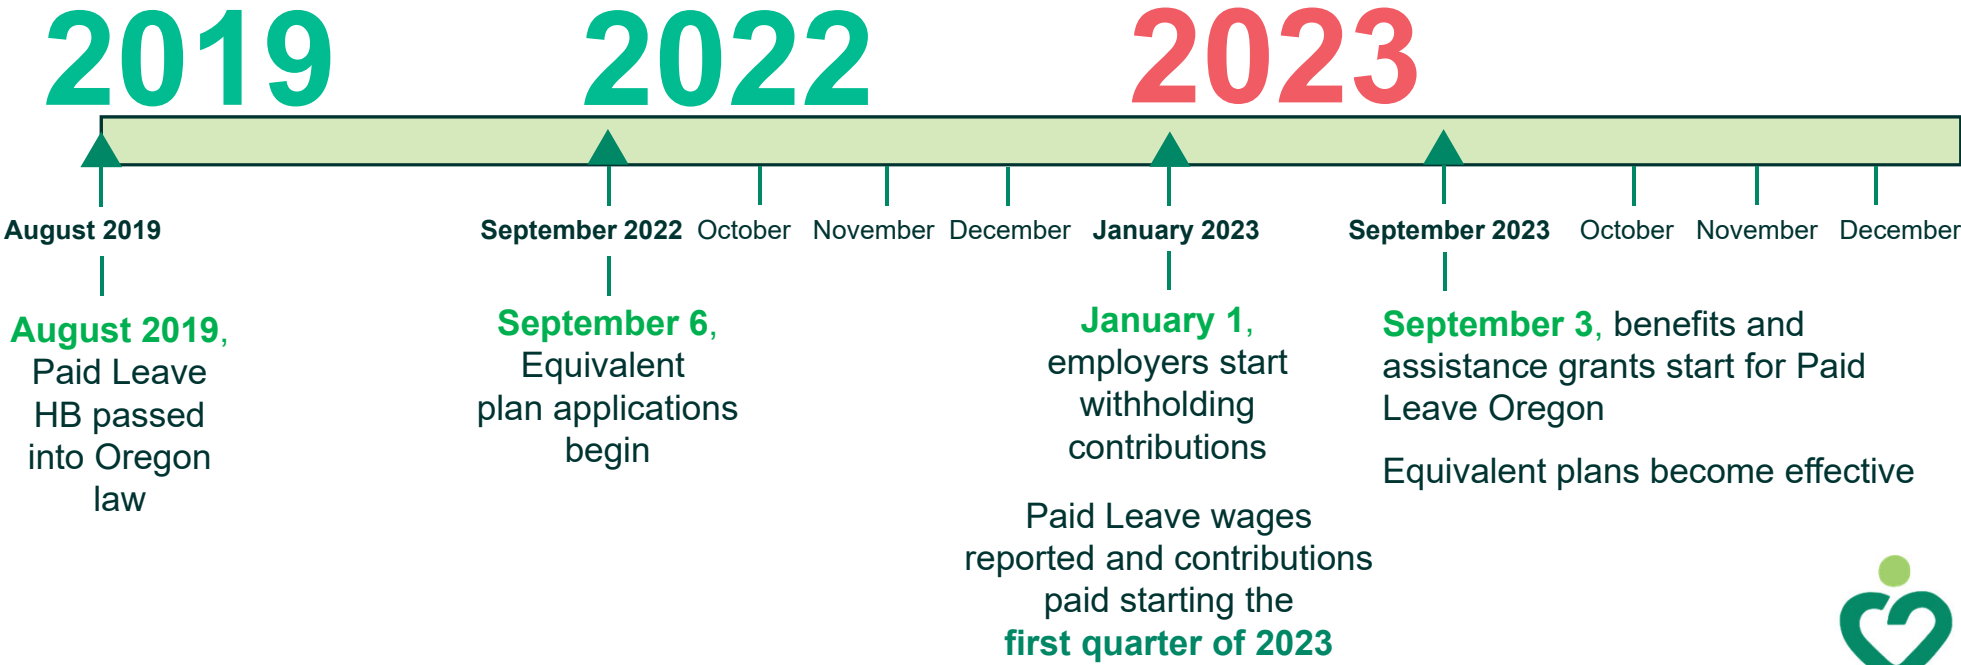 2019 2022 2023
August 2019 September 2022 October November December January 2023 September 2023 October November December
August 2019,
Paid Leave
HB passed
into Oregon
law
September 6,
Equivalent
plan applications
begin
January 1,
employers start
withholding
contributions
Paid Leave wages
reported and contributions
paid starting the
first quarter of 2023
September 3, benefits and
assistance grants start for Paid
Leave Oregon
Equivalent plans become effective